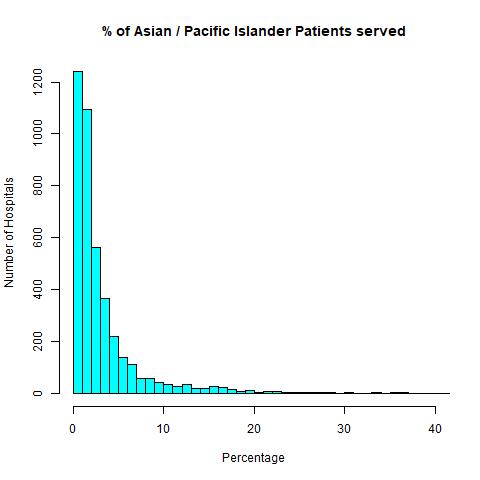 % of Asian / Pacific Islander Patients served
Number of Hospitals
1200
1000
800
600
400
200
0
0 10 20 30 40
Percentage